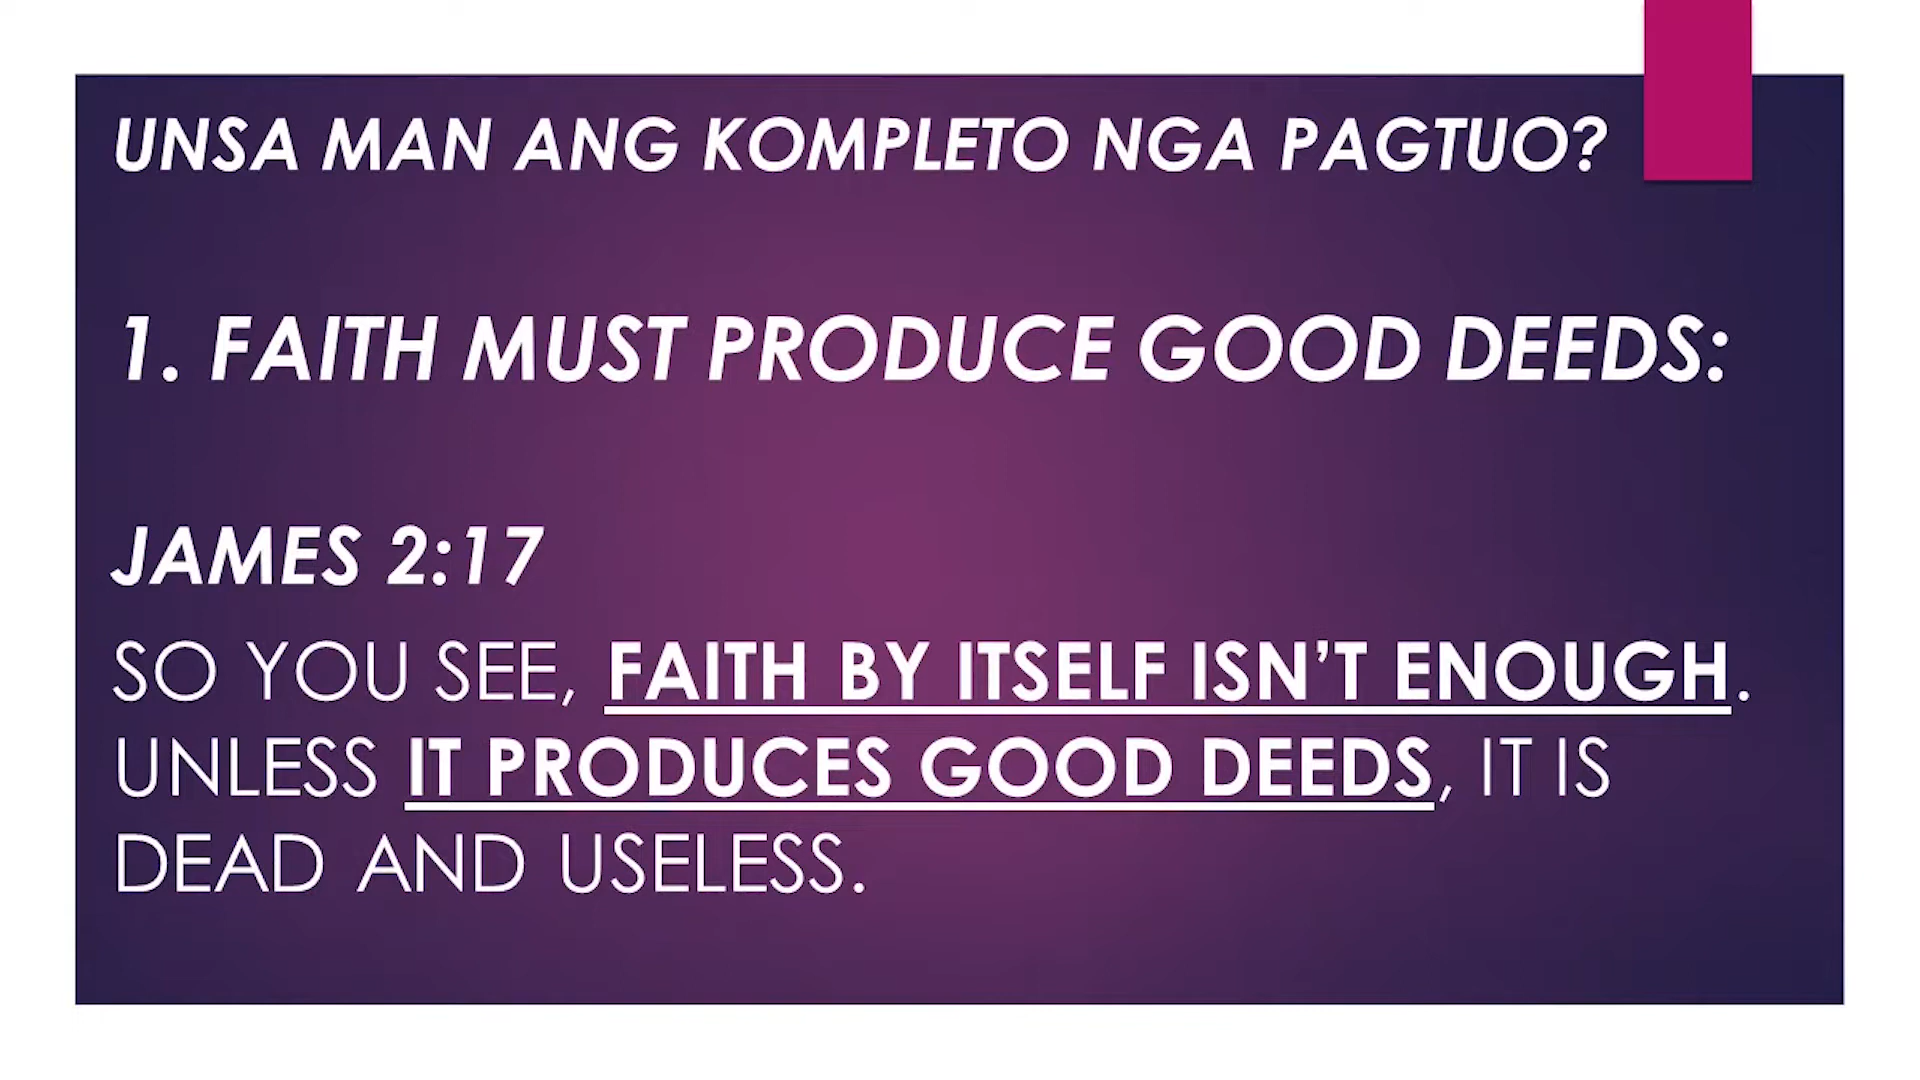 UNSA MAN ANG KOMPLETO NGA PAGTUO?
1. FAITH MUST PRODUCE GOOD DEEDS:
JAMES 2:17
SO YOU SEE, FAITH BY ITSELF ISN’T ENOUGH.
UNLESS IT PRODUCES GOOD DEEDS, IT IS
DEAD AND USELESS.